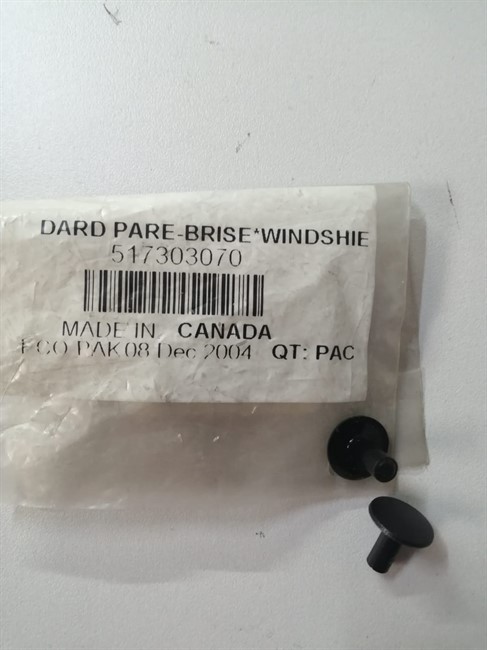 DARD PARE-BRISE*WINDSHIE
517303070
MADE IN CANADA
ECO PAK 08 Dec 2004 QT: PAC